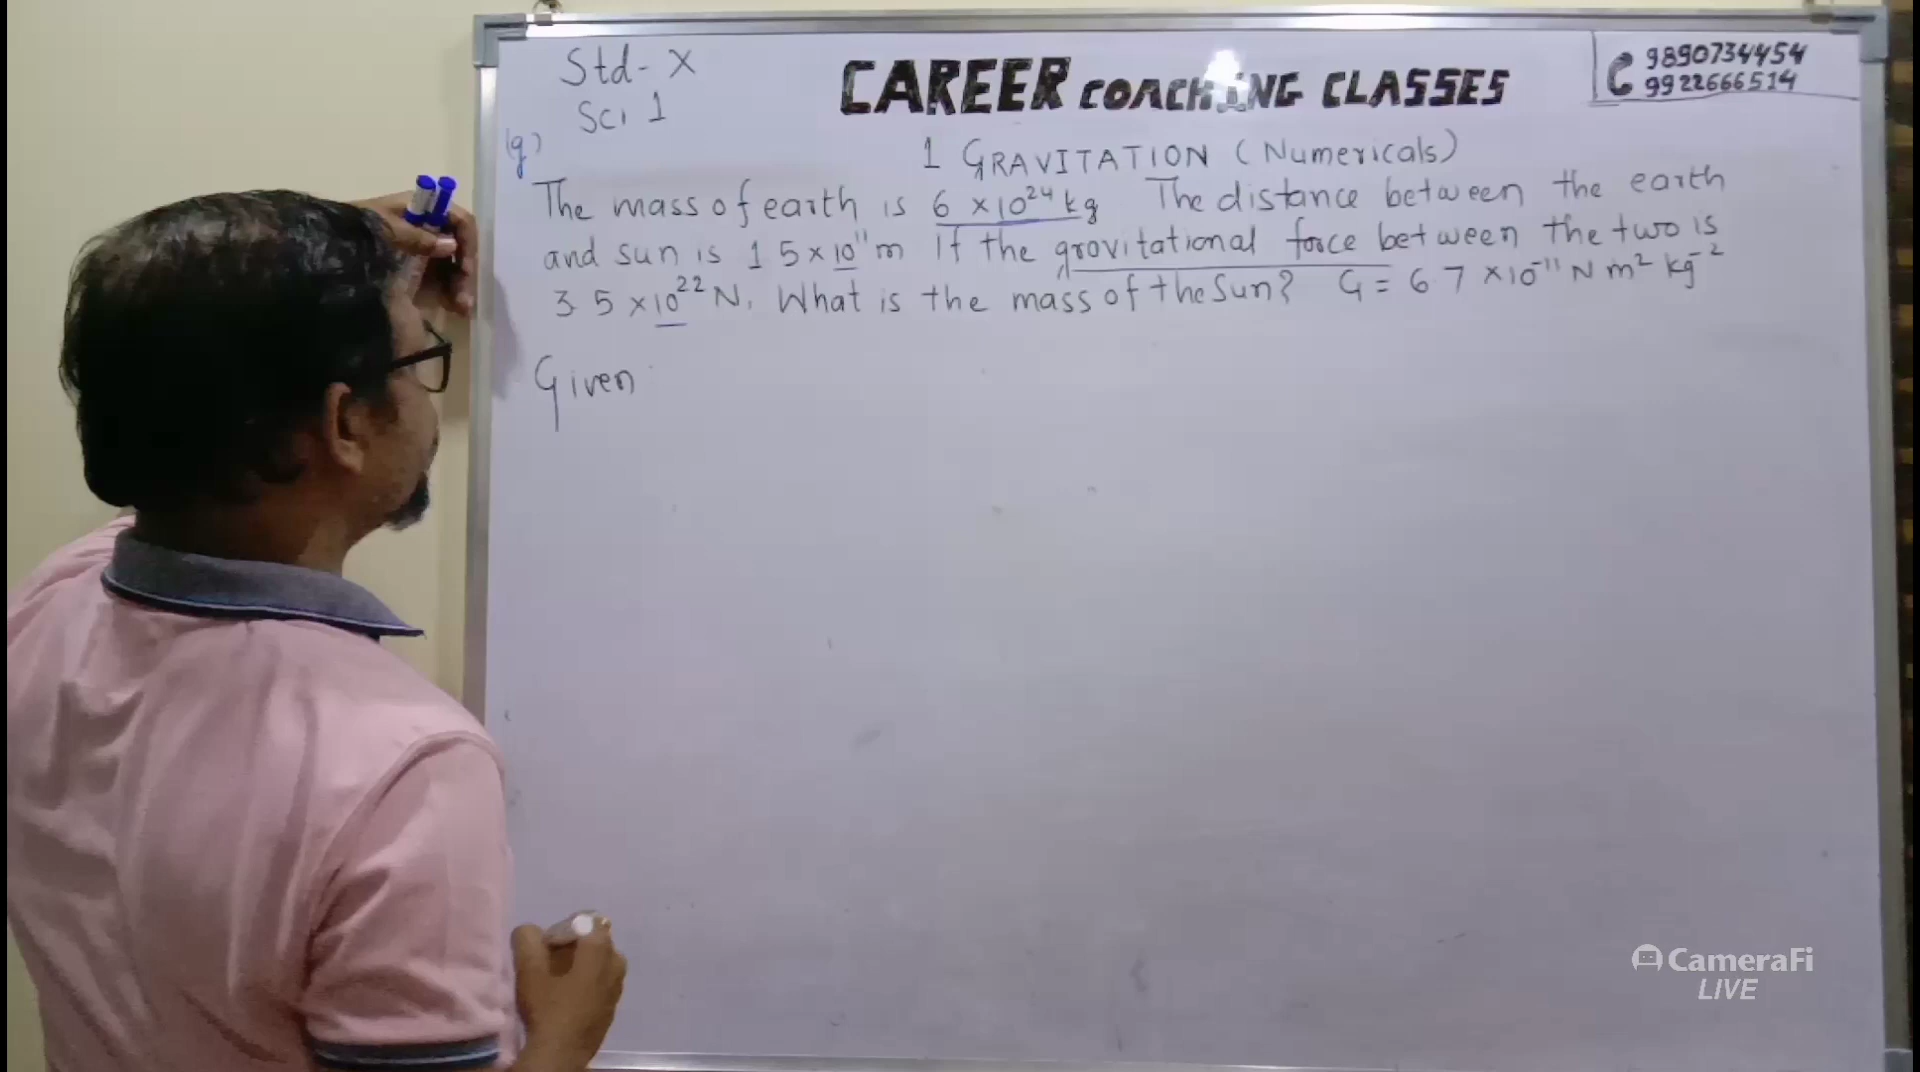 Std- X
Sci 1
CAREER COACHING CLASSES
9890734454
9922666514
(g)
1 GRAVITATION (Numericals)
The mass of earth is 6 × 10²⁴ kg The distance between the earth
and sun is 1 5 × 10¹¹ m If the gravitational force between the two is
3 5 × 10²² N. What is the mass of the Sun? G = 6 7 × 10⁻¹¹ N m² kg⁻²
Given
CameraFi
LIVE